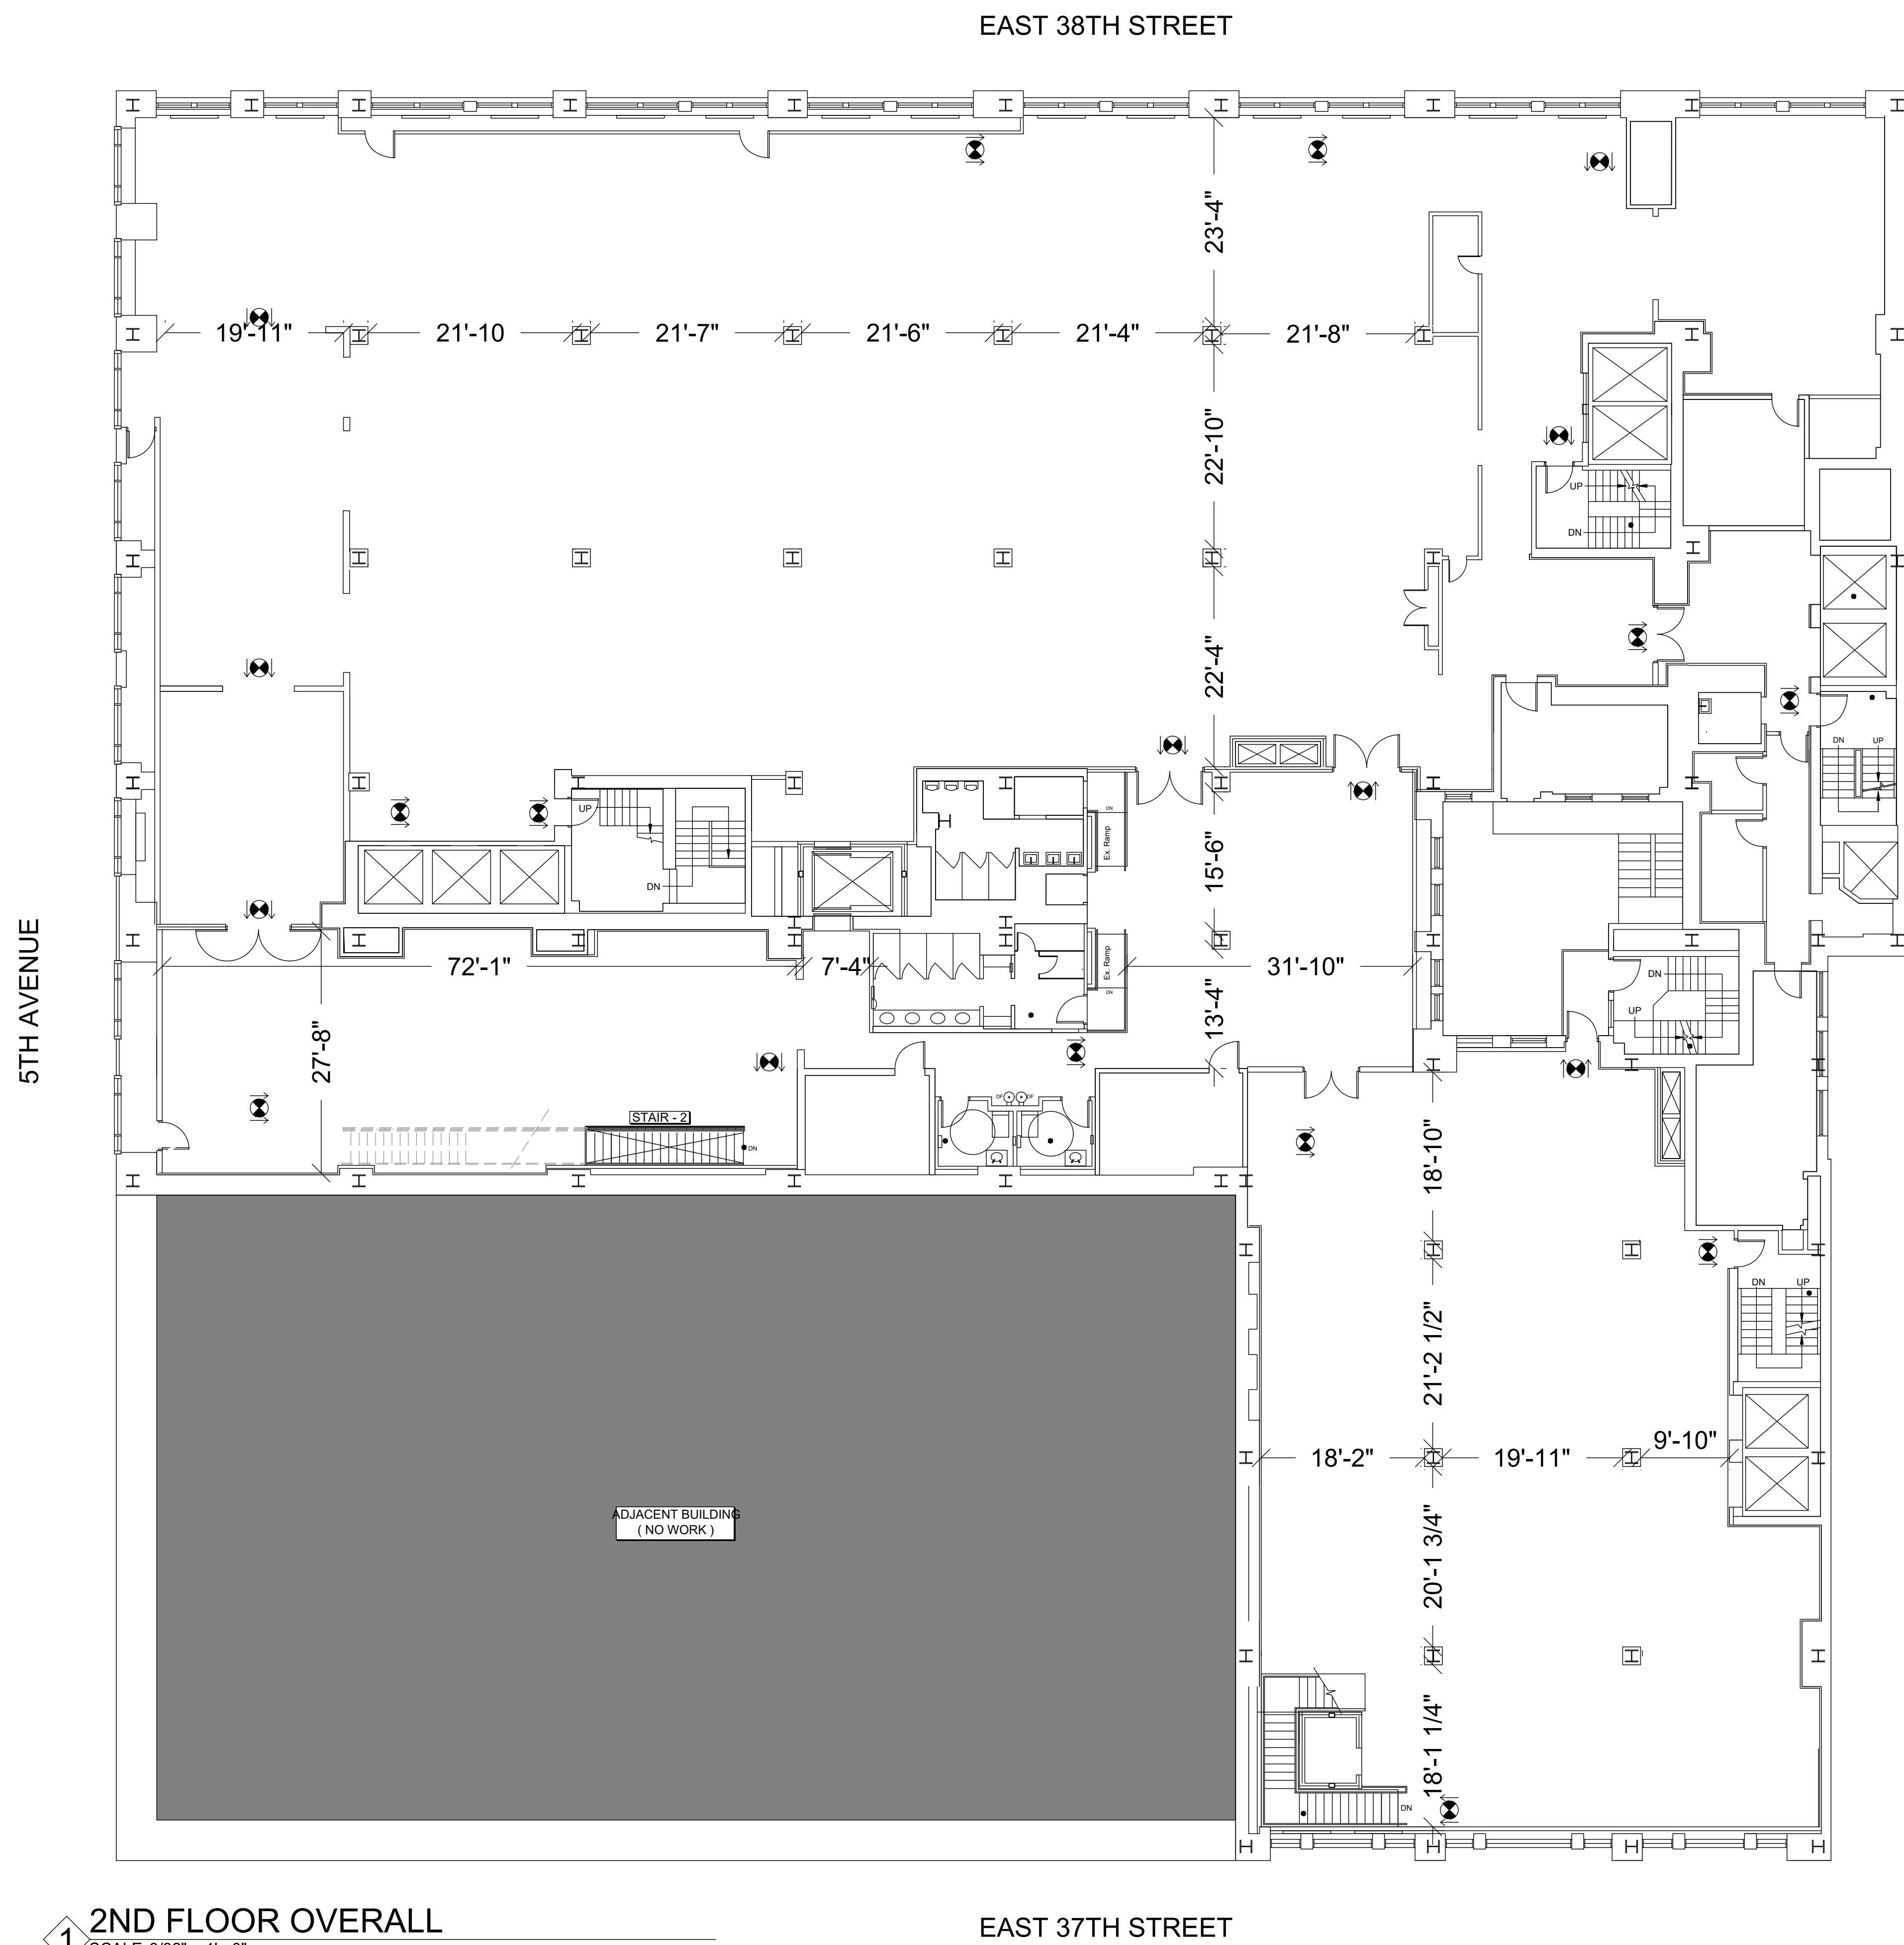 EAST 38TH STREET
23'-4"
19'-11"
21'-10
21'-7"
21'-6"
21'-4"
21'-8"
22'-10"
UP
DN
22'-4"
DN
UP
UP
DN
DN
Ex. Ramp
15'-6"
5TH AVENUE
72'-1"
7'-4"
Ex. Ramp
DN
31'-10"
DN
UP
13'-4"
27'-8"
DF
DF
STAIR - 2
DN
18'-10"
DN
UP
21'-2 1/2"
18'-2"
19'-11"
9'-10"
ADJACENT BUILDING
( NO WORK )
20'-1 3/4"
18'-1 1/4"
DN
1
2ND FLOOR OVERALL
EAST 37TH STREET